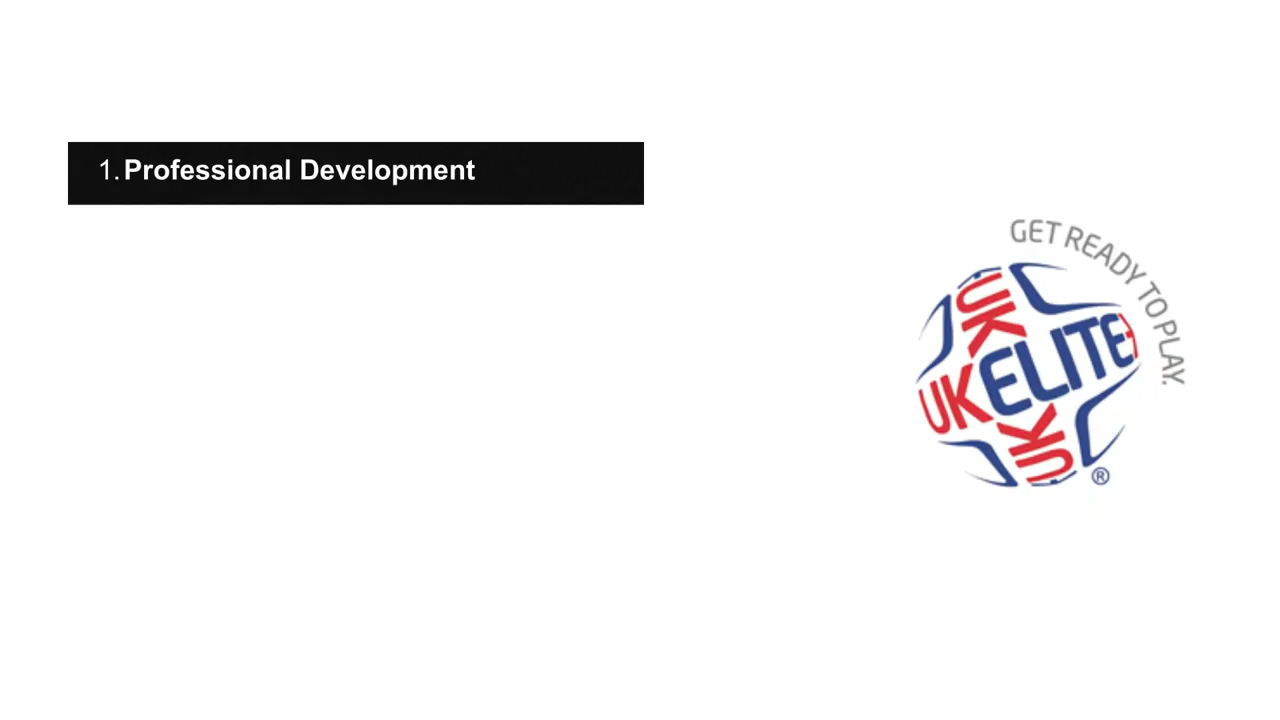 1. Professional Development
GET READY TO PLAY.
UK
UK ELITE
UK
®